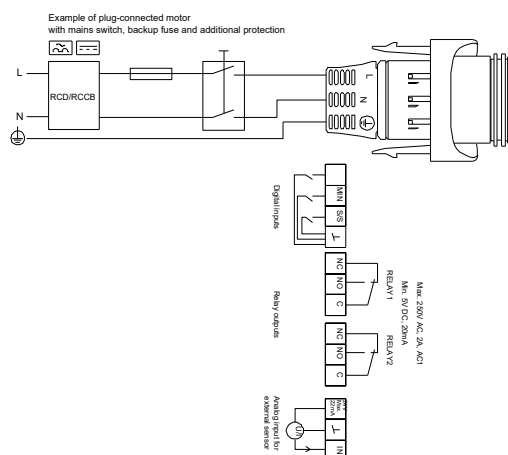 Example of plug-connected motor
with mains switch, backup fuse and additional protection
L
RCD/RCCB
N
L
N
Digital inputs
MIN
S/S
Relay outputs
NC
NO
C
RELAY1
Max. 250V AC, 2A, AC1
Min. 5V DC, 20mA
NC
NO
C
RELAY2
Analog input for
external sensor
Max.
22mA
U/I
IN